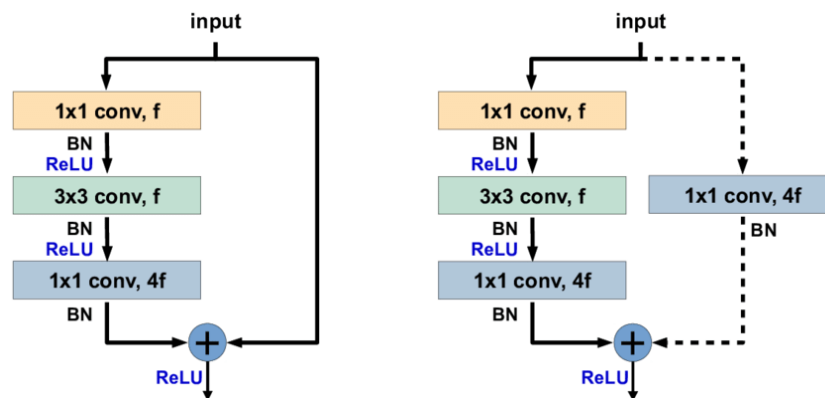 input
1x1 conv, f
BN
ReLU
3x3 conv, f
BN
ReLU
1x1 conv, 4f
BN
+
ReLU
input
1x1 conv, f
BN
ReLU
3x3 conv, f
BN
ReLU
1x1 conv, 4f
BN
1x1 conv, 4f
BN
+
ReLU